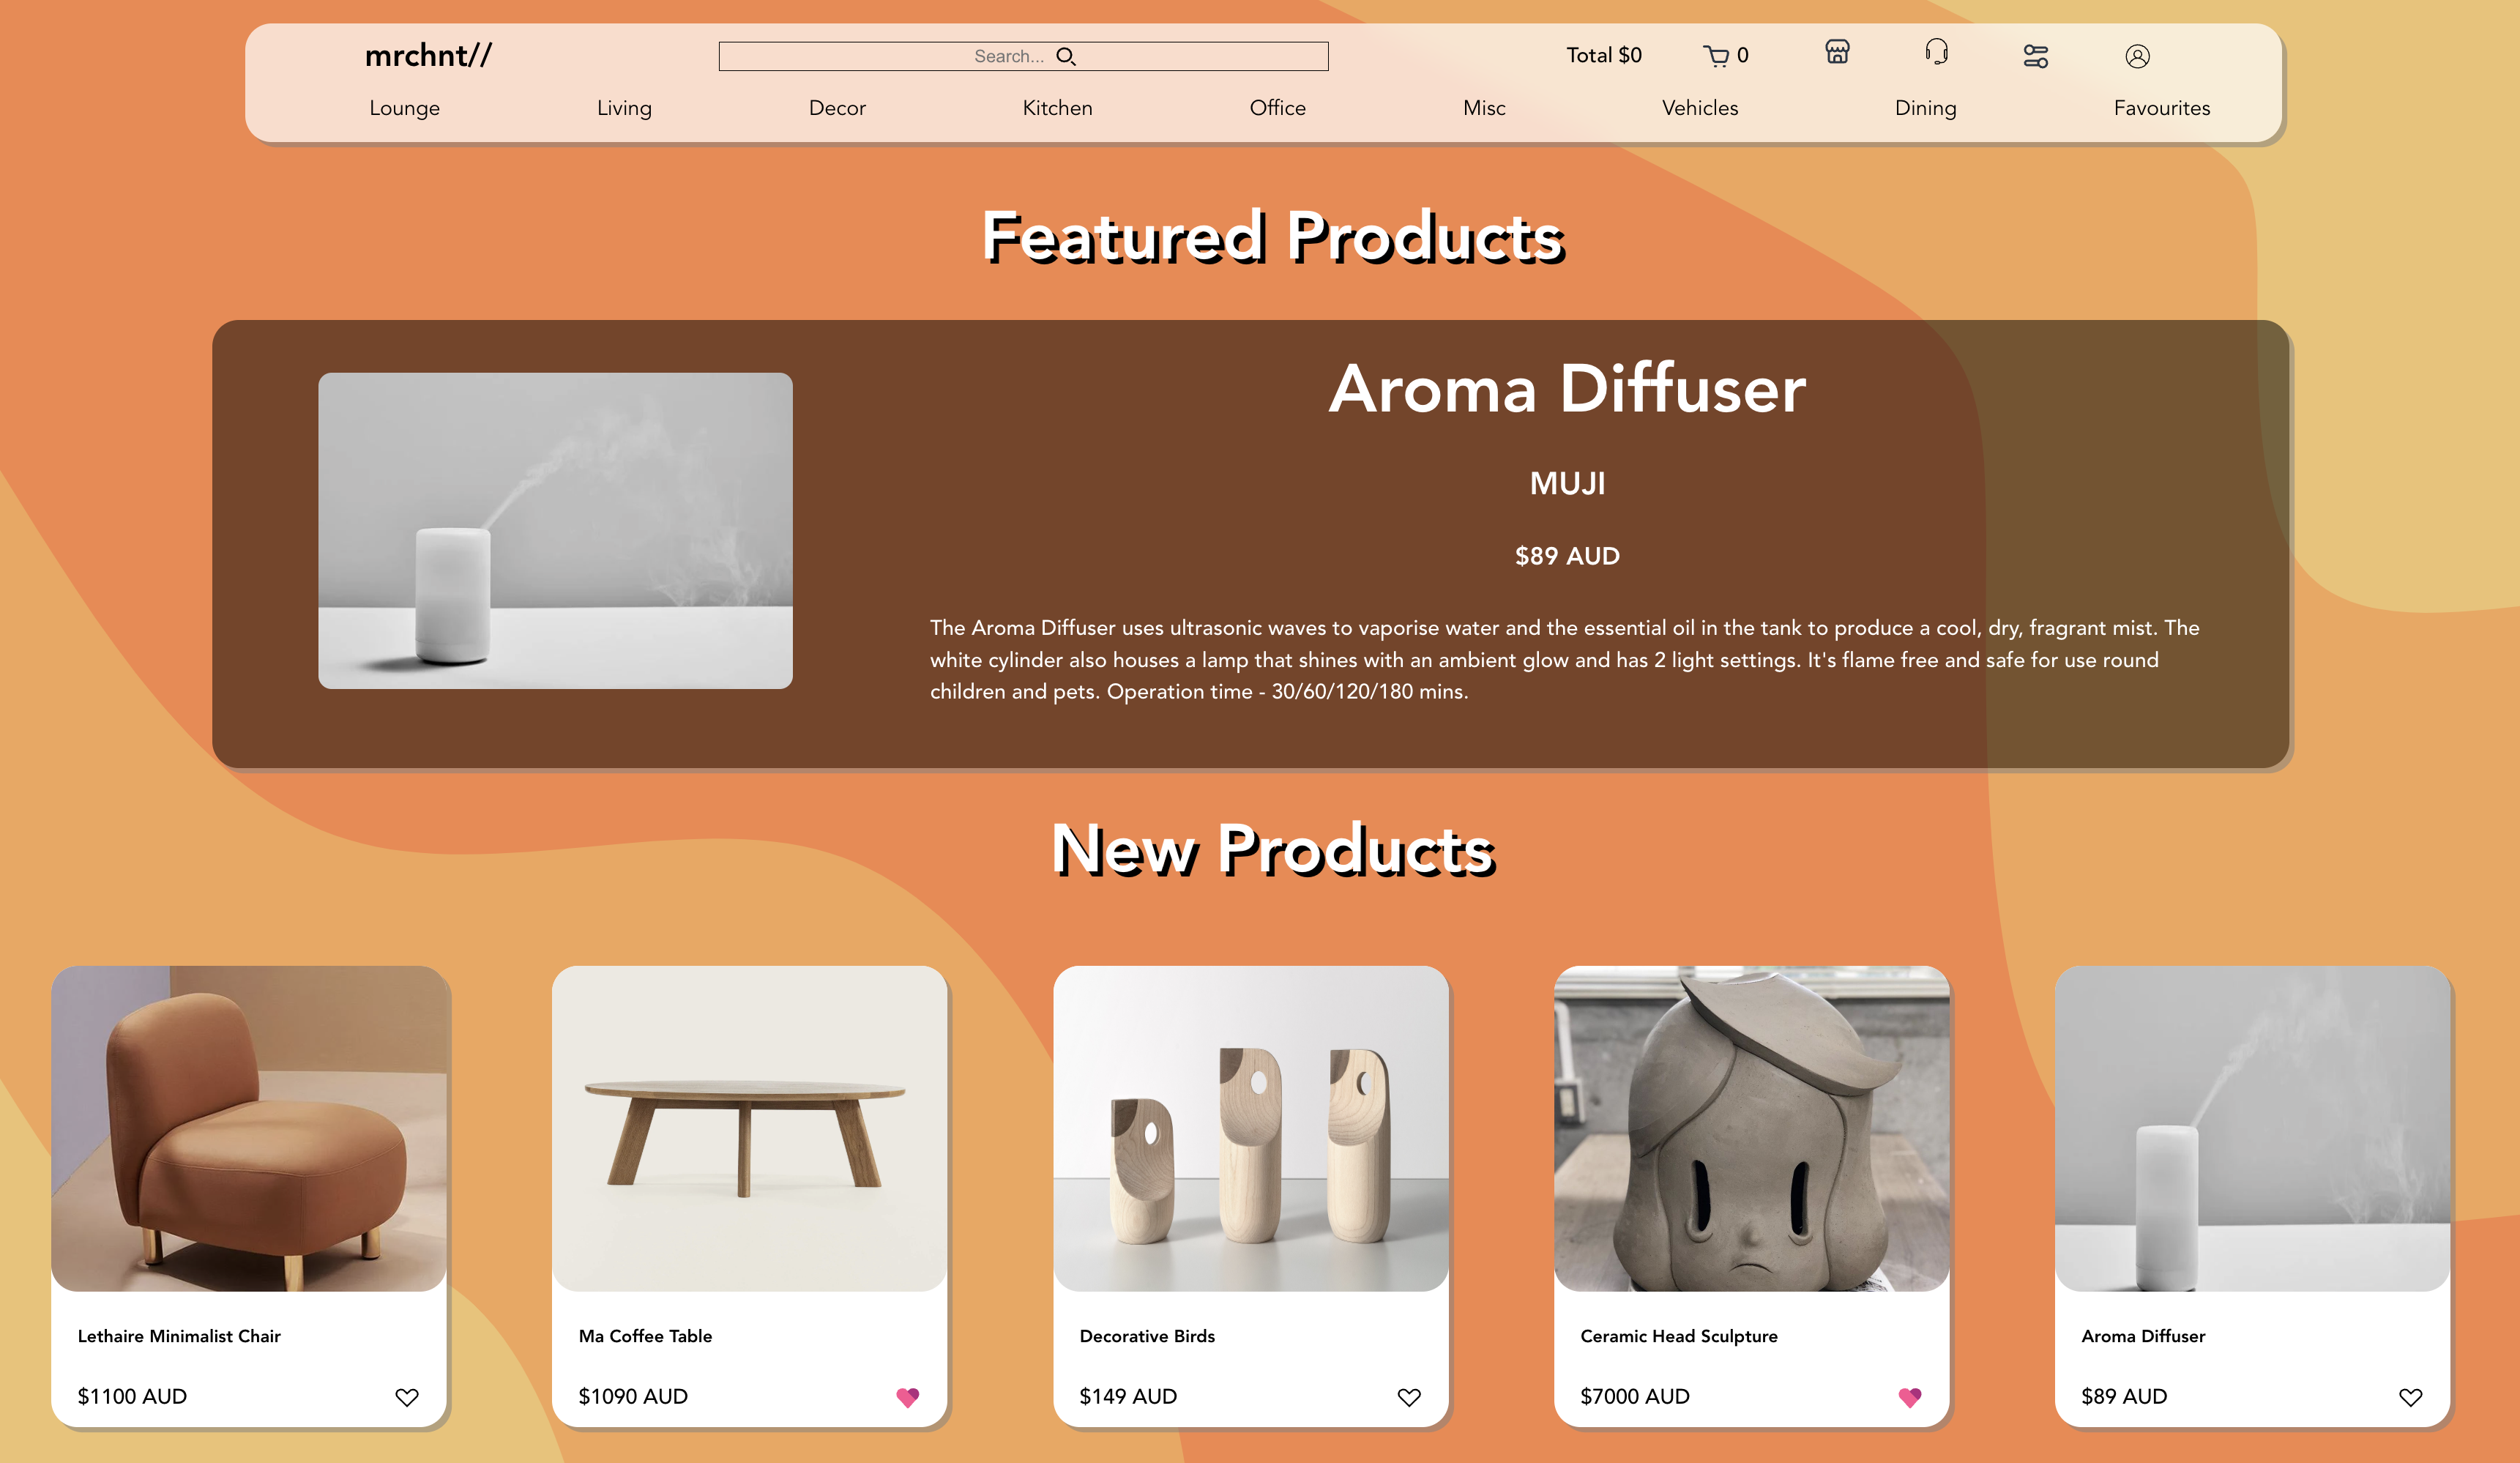 mrchnt//
Search...
Total $0
0
Lounge
Living
Decor
Kitchen
Office
Misc
Vehicles
Dining
Favourites
Featured Products
Aroma Diffuser
MUJI
$89 AUD
The Aroma Diffuser uses ultrasonic waves to vaporise water and the essential oil in the tank to produce a cool, dry, fragrant mist. The
white cylinder also houses a lamp that shines with an ambient glow and has 2 light settings. It's flame free and safe for use round
children and pets. Operation time - 30/60/120/180 mins.
New Products
Lethaire Minimalist Chair
$1100 AUD
Ma Coffee Table
$1090 AUD
Decorative Birds
$149 AUD
Ceramic Head Sculpture
$7000 AUD
Aroma Diffuser
$89 AUD